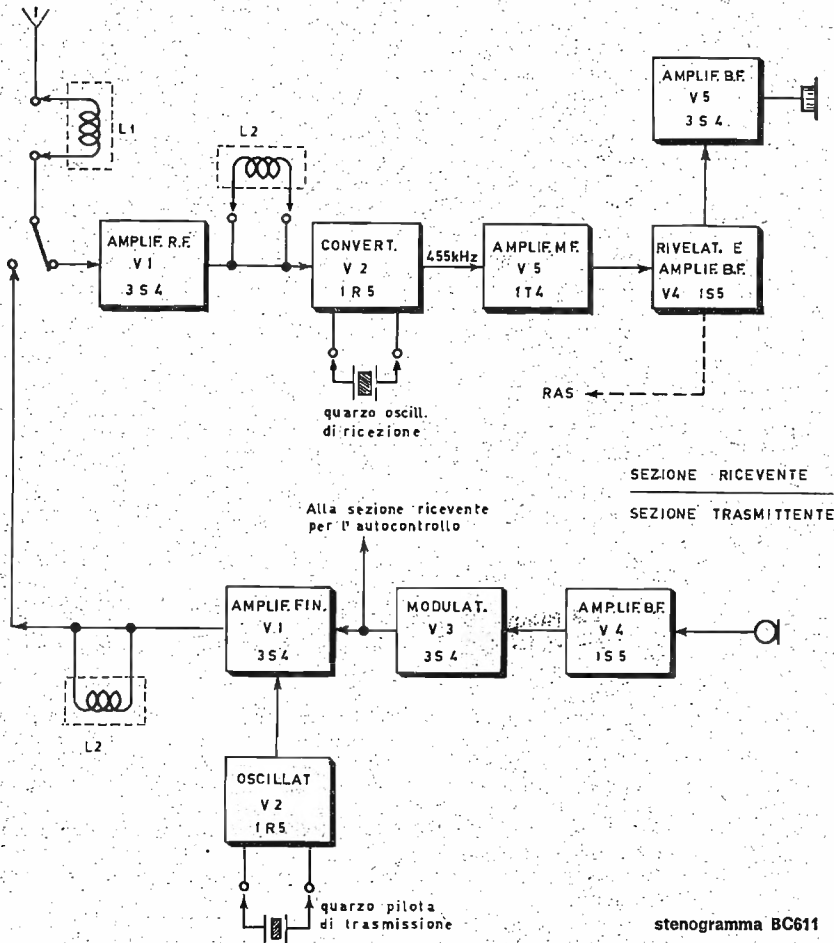 L1
L2
AMPLIF. B.F.
V 5
3 S 4
AMPLIF. R.F.
V 1
3 S 4
CONVERT.
V 2
1 R 5
455kHz
AMPLIF. M.F.
V 5
1 T 4
RIVELAT. E
AMPLIF. B.F.
V4 1S5
quarzo oscill.
di ricezione
RAS
SEZIONE RICEVENTE
SEZIONE TRASMITTENTE
Alla sezione ricevente
per l'autocontrollo
AMPLIF. FIN.
V 1
3 S 4
MODULAT.
V 3
3 S 4
AMPLIF. B.F.
V 4
1 S 5
L2
OSCILLAT
V 2
1 R 5
quarzo pilota
di trasmissione
stenogramma BC611